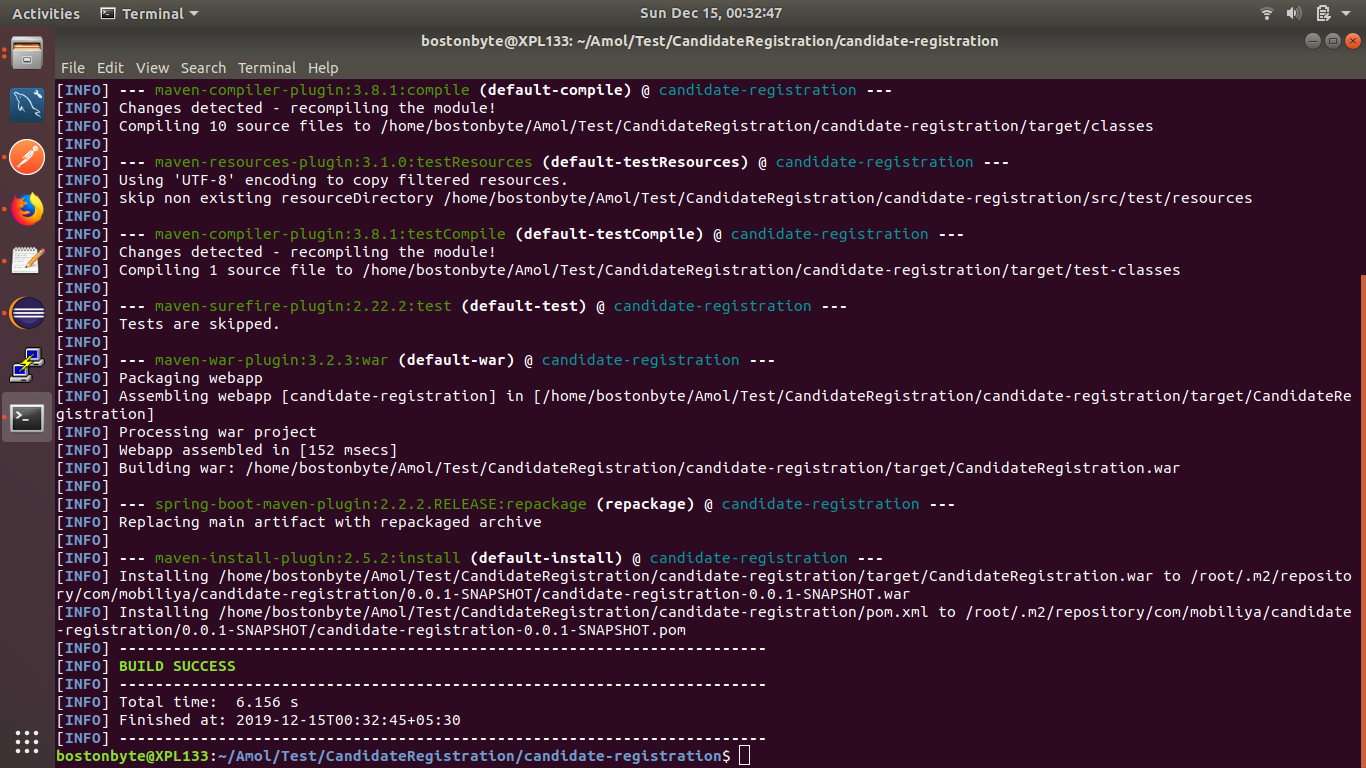 Activities Terminal Sun Dec 15, 00:32:47
bostonbyte@XPL133: ~/Amol/Test/CandidateRegistration/candidate-registration
File Edit View Search Terminal Help
[INFO] --- maven-compiler-plugin:3.8.1:compile (default-compile) @ candidate-registration ---
[INFO] Changes detected - recompiling the module!
[INFO] Compiling 10 source files to /home/bostonbyte/Amol/Test/CandidateRegistration/candidate-registration/target/classes
[INFO]
[INFO] --- maven-resources-plugin:3.1.0:testResources (default-testResources) @ candidate-registration ---
[INFO] Using 'UTF-8' encoding to copy filtered resources.
[INFO] skip non existing resourceDirectory /home/bostonbyte/Amol/Test/CandidateRegistration/candidate-registration/src/test/resources
[INFO]
[INFO] --- maven-compiler-plugin:3.8.1:testCompile (default-testCompile) @ candidate-registration ---
[INFO] Changes detected - recompiling the module!
[INFO] Compiling 1 source file to /home/bostonbyte/Amol/Test/CandidateRegistration/candidate-registration/target/test-classes
[INFO]
[INFO] --- maven-surefire-plugin:2.22.2:test (default-test) @ candidate-registration ---
[INFO] Tests are skipped.
[INFO]
[INFO] --- maven-war-plugin:3.2.3:war (default-war) @ candidate-registration ---
[INFO] Packaging webapp
[INFO] Assembling webapp [candidate-registration] in [/home/bostonbyte/Amol/Test/CandidateRegistration/candidate-registration/target/CandidateRe
gistration]
[INFO] Processing war project
[INFO] Webapp assembled in [152 msecs]
[INFO] Building war: /home/bostonbyte/Amol/Test/CandidateRegistration/candidate-registration/target/CandidateRegistration.war
[INFO]
[INFO] --- spring-boot-maven-plugin:2.2.2.RELEASE:repackage (repackage) @ candidate-registration ---
[INFO] Replacing main artifact with repackaged archive
[INFO]
[INFO] --- maven-install-plugin:2.5.2:install (default-install) @ candidate-registration ---
[INFO] Installing /home/bostonbyte/Amol/Test/CandidateRegistration/candidate-registration/target/CandidateRegistration.war to /root/.m2/reposito
ry/com/mobiliya/candidate-registration/0.0.1-SNAPSHOT/candidate-registration-0.0.1-SNAPSHOT.war
[INFO] Installing /home/bostonbyte/Amol/Test/CandidateRegistration/candidate-registration/pom.xml to /root/.m2/repository/com/mobiliya/candidate
-registration/0.0.1-SNAPSHOT/candidate-registration-0.0.1-SNAPSHOT.pom
[INFO] ------------------------------------------------------------------------
[INFO] BUILD SUCCESS
[INFO] ------------------------------------------------------------------------
[INFO] Total time:  6.156 s
[INFO] Finished at: 2019-12-15T00:32:45+05:30
[INFO] ------------------------------------------------------------------------
bostonbyte@XPL133:~/Amol/Test/CandidateRegistration/candidate-registration$